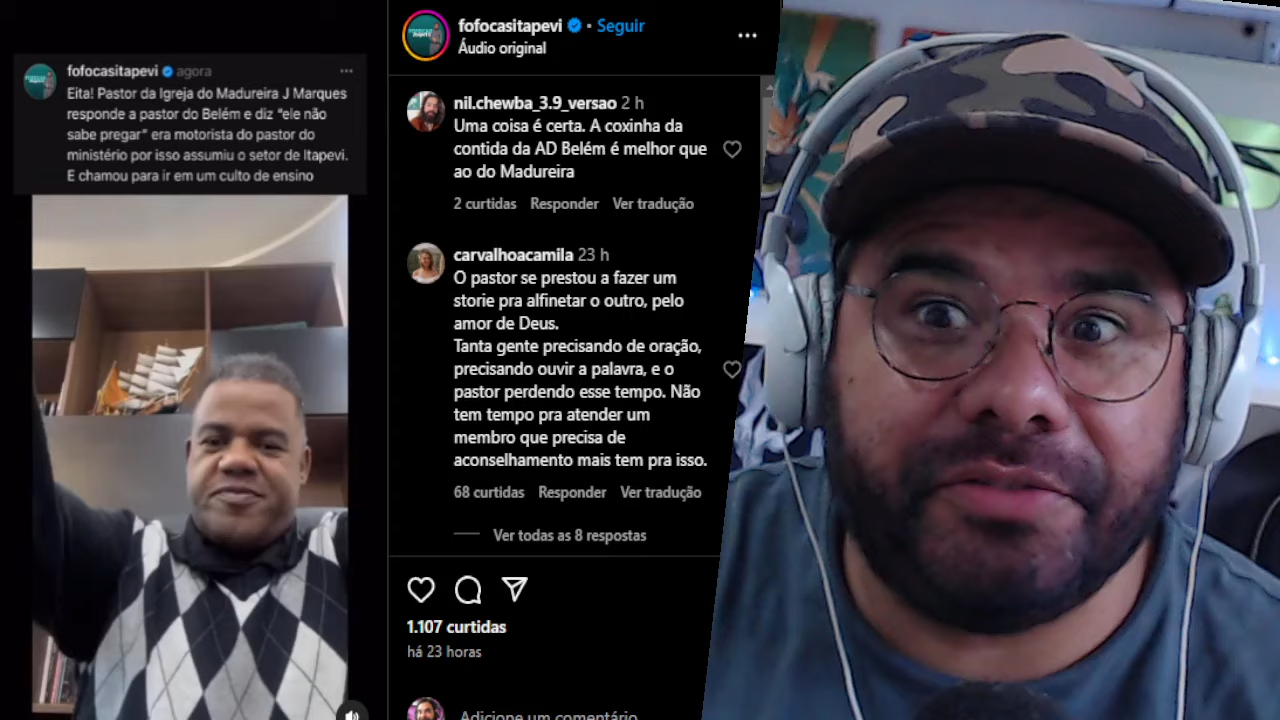 fofocasitapevi agora
Eita! Pastor da Igreja do Madureira J Marques
responde a pastor do Belém e diz “ele não
sabe pregar” era motorista do pastor do
ministério por isso assumiu o setor de Itapevi.
E chamou para ir em um culto de ensino
fofocasitapevi • Seguir
Áudio original
nil.chewba_3.9_versao 2 h
Uma coisa é certa. A coxinha da
contida da AD Belém é melhor que
ao do Madureira
2 curtidas Responder Ver tradução
carvalhoacamila 23 h
O pastor se prestou a fazer um
storie pra alfinetar o outro, pelo
amor de Deus.
Tanta gente precisando de oração,
precisando ouvir a palavra, e o
pastor perdendo esse tempo. Não
tem tempo pra atender um
membro que precisa de
aconselhamento mais tem pra isso.
68 curtidas Responder Ver tradução
Ver todas as 8 respostas
1.107 curtidas
há 23 horas
Adicione um comentário